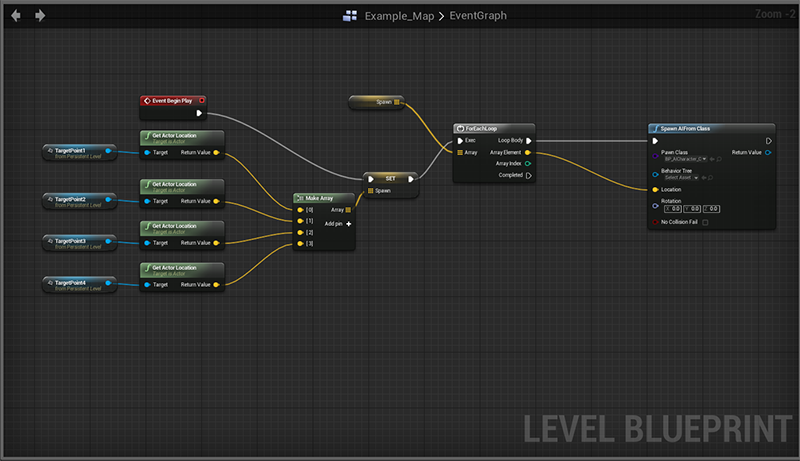 Example_Map > EventGraph
Zoom -2
Event Begin Play
TargetPoint1
from Persistent Level
Get Actor Location
Target is Actor
Target Return Value
TargetPoint2
from Persistent Level
Get Actor Location
Target is Actor
Target Return Value
TargetPoint3
from Persistent Level
Get Actor Location
Target is Actor
Target Return Value
TargetPoint4
from Persistent Level
Get Actor Location
Target is Actor
Target Return Value
Make Array
[0] Array
[1] Add pin +
[2]
[3]
Spawn
SET
Spawn
ForEachLoop
Exec Loop Body
Array Array Element
Array Index
Completed
Spawn AIFrom Class
Pawn Class Return Value
BP_AICharacter_C
Behavior Tree
Select Asset
Location
Rotation
X 0.0 Y 0.0 Z 0.0
No Collision Fail
LEVEL BLUEPRINT